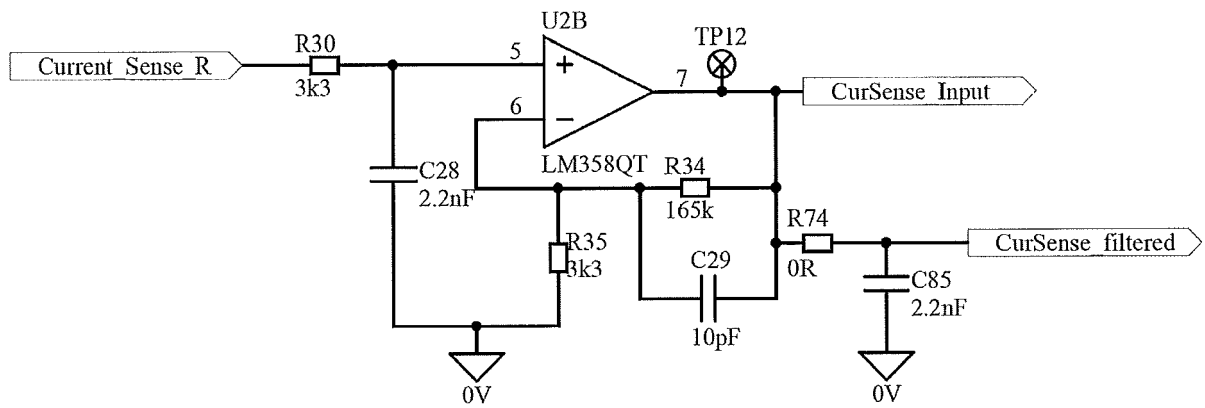 U2B
TP12
R30
5
7
Current_Sense_R
3k3
6
CurSense_Input
C28
2.2nF
LM358QT
R34
165k
R74
0R
CurSense_filtered
R35
3k3
C29
10pF
C85
2.2nF
0V
0V